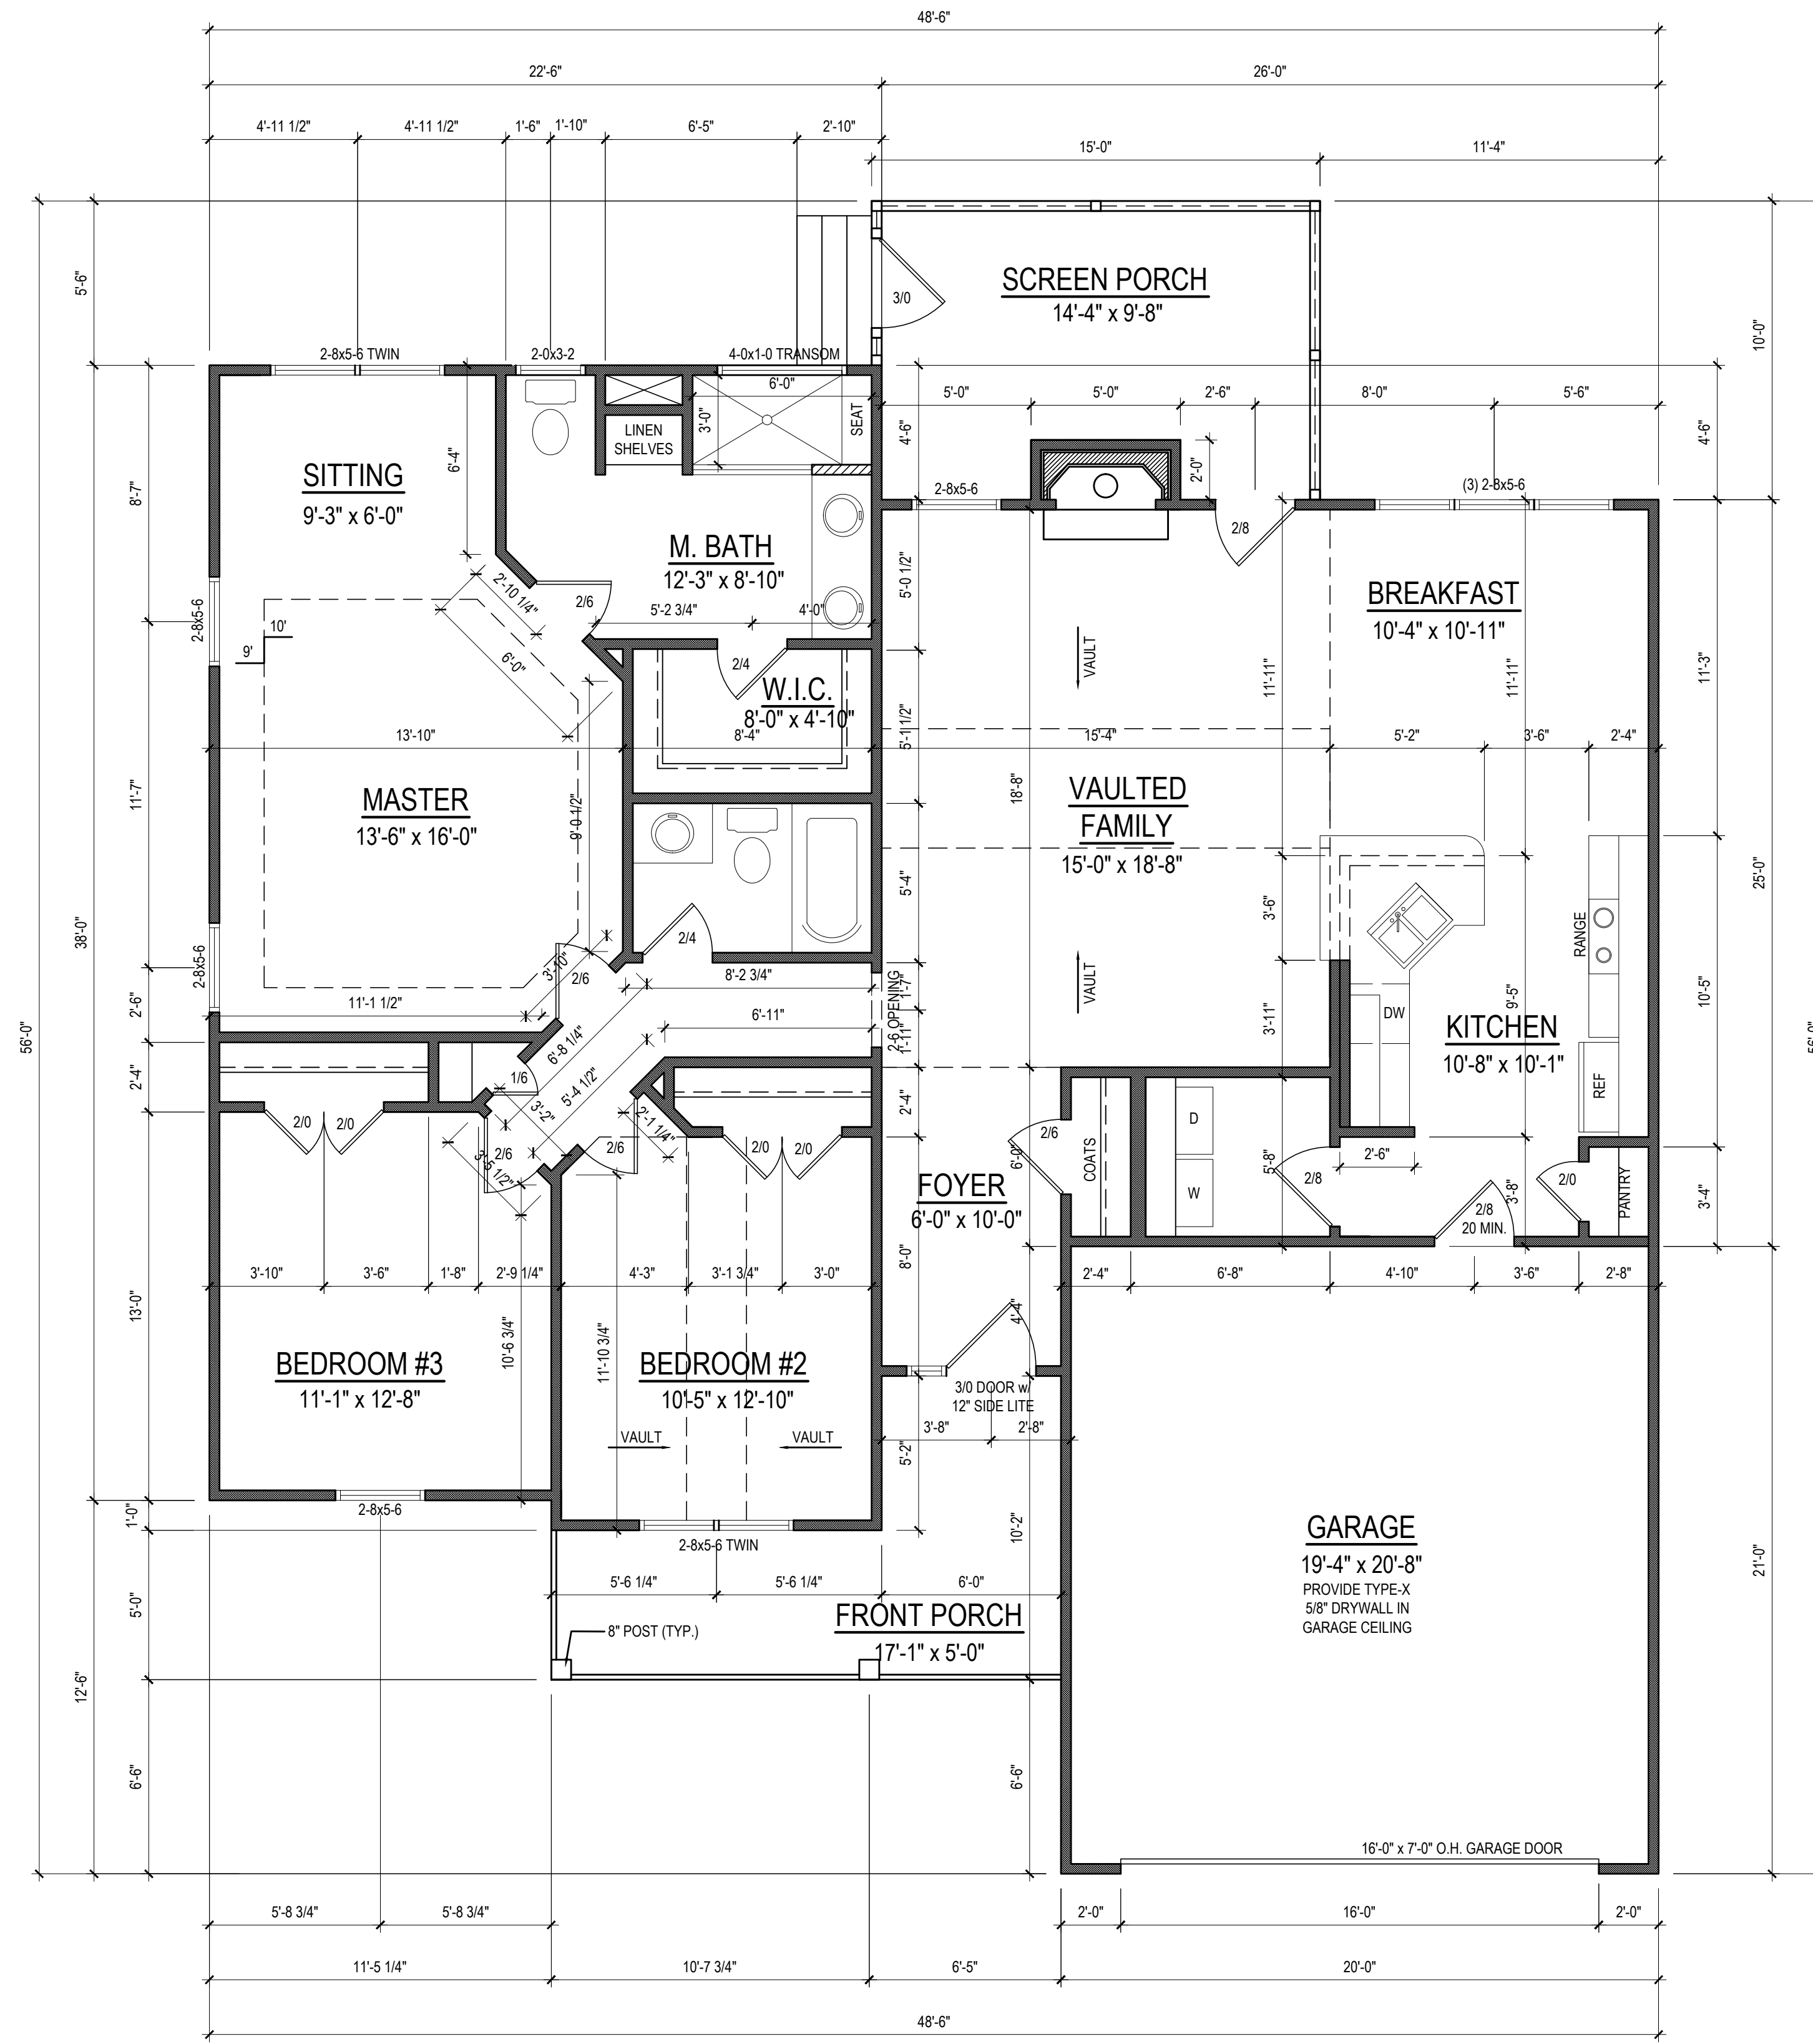 48'-6"
22'-6"
26'-0"
4'-11 1/2"
4'-11 1/2"
1'-6"
1'-10"
6'-5"
2'-10"
15'-0"
11'-4"
5'-6"
SCREEN PORCH
14'-4" x 9'-8"
3/0
10'-0"
2-8x5-6 TWIN
2-0x3-2
4-0x1-0 TRANSOM
6'-0"
3'-0"
SEAT
LINEN
SHELVES
5'-0"
5'-0"
2'-6"
8'-0"
5'-6"
4'-6"
4'-6"
2'-0"
6'-4"
8'-7"
SITTING
9'-3" x 6'-0"
2-8x5-6
(3) 2-8x5-6
2/8
M. BATH
12'-3" x 8'-10"
2'-10 1/4"
2/6
5'-2 3/4"
4'-0"
5'-0 1/2"
BREAKFAST
10'-4" x 10'-11"
2-8x5-6
10'
9'
6'-0"
2/4
W.I.C.
8'-0" x 4'-10"
VAULT
11'-11"
11'-11"
11'-3"
13'-10"
8'-4"
5'-1 1/2"
15'-4"
5'-2"
3'-6"
2'-4"
11'-7"
MASTER
13'-6" x 16'-0"
9'-0 1/2"
18'-8"
VAULTED
FAMILY
15'-0" x 18'-8"
5'-4"
25'-0"
38'-0"
2/4
3'-6"
RANGE
2-8x5-6
3'-10"
2/6
8'-2 3/4"
2-6 OPENING
1'-7"
VAULT
11'-1 1/2"
6'-11"
1'-11"
3'-11"
9'-5"
10'-5"
DW
KITCHEN
10'-8" x 10'-1"
2'-6"
56'-0"
56'-0"
6'-8 1/4"
5'-4 1/2"
2'-4"
1/6
3'-2"
REF
2'-4"
2/0
2/0
2/6
3'-5 1/2"
2'-1 1/4"
2/6
2/0
2/0
2/6
6'-0"
COATS
D
W
5'-8"
2/8
2'-6"
3'-8"
2/0
PANTRY
3'-4"
2/8
20 MIN.
FOYER
6'-0" x 10'-0"
8'-0"
3'-10"
3'-6"
1'-8"
2'-9 1/4"
4'-3"
3'-1 3/4"
3'-0"
2'-4"
6'-8"
4'-10"
3'-6"
2'-8"
13'-0"
10'-6 3/4"
11'-10 3/4"
4'-4"
BEDROOM #3
11'-1" x 12'-8"
BEDROOM #2
10'-5" x 12'-10"
VAULT
VAULT
3/0 DOOR w/
12" SIDE LITE
3'-8"
2'-8"
5'-2"
2-8x5-6
1'-0"
2-8x5-6 TWIN
10'-2"
GARAGE
19'-4" x 20'-8"
PROVIDE TYPE-X
5/8" DRYWALL IN
GARAGE CEILING
21'-0"
5'-6 1/4"
5'-6 1/4"
6'-0"
5'-0"
FRONT PORCH
17'-1" x 5'-0"
8" POST (TYP.)
12'-6"
6'-6"
6'-6"
16'-0" x 7'-0" O.H. GARAGE DOOR
5'-8 3/4"
5'-8 3/4"
2'-0"
16'-0"
2'-0"
11'-5 1/4"
10'-7 3/4"
6'-5"
20'-0"
48'-6"